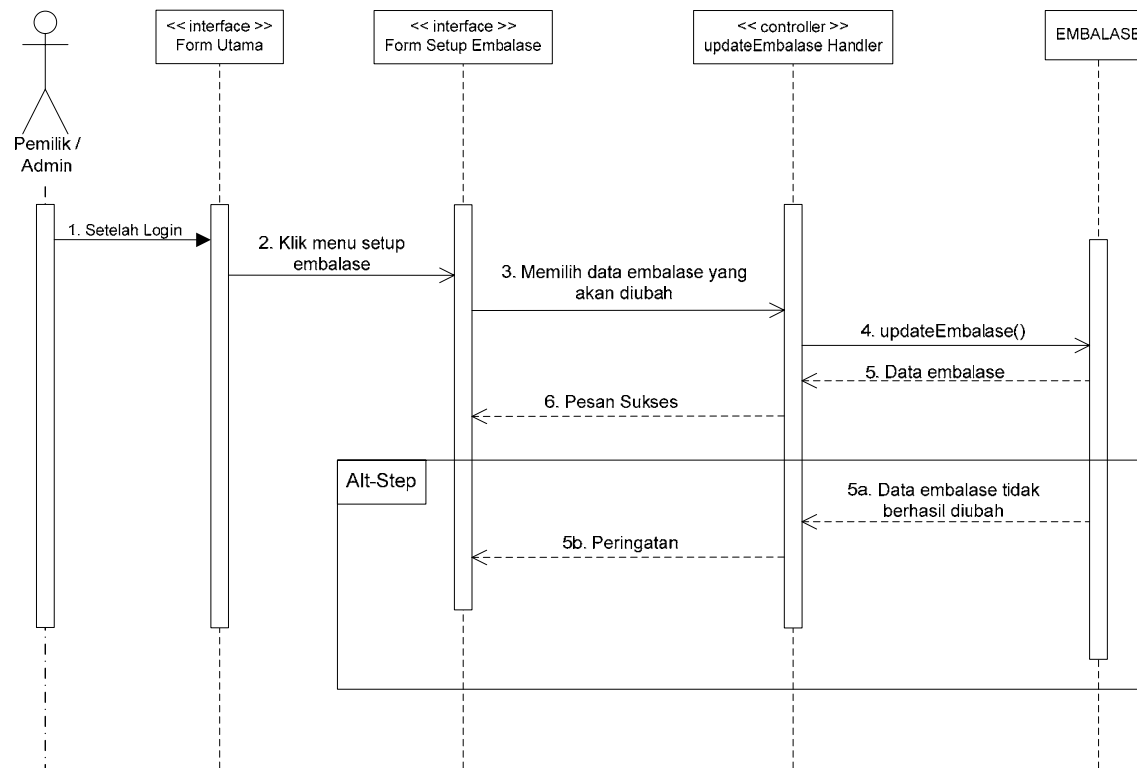 << interface >>
Form Utama
<< interface >>
Form Setup Embalase
<< controller >>
updateEmbalase Handler
EMBALASE
Pemilik /
Admin
1. Setelah Login
2. Klik menu setup
embalase
3. Memilih data embalase yang
akan diubah
4. updateEmbalase()
5. Data embalase
6. Pesan Sukses
Alt-Step
5a. Data embalase tidak
berhasil diubah
5b. Peringatan